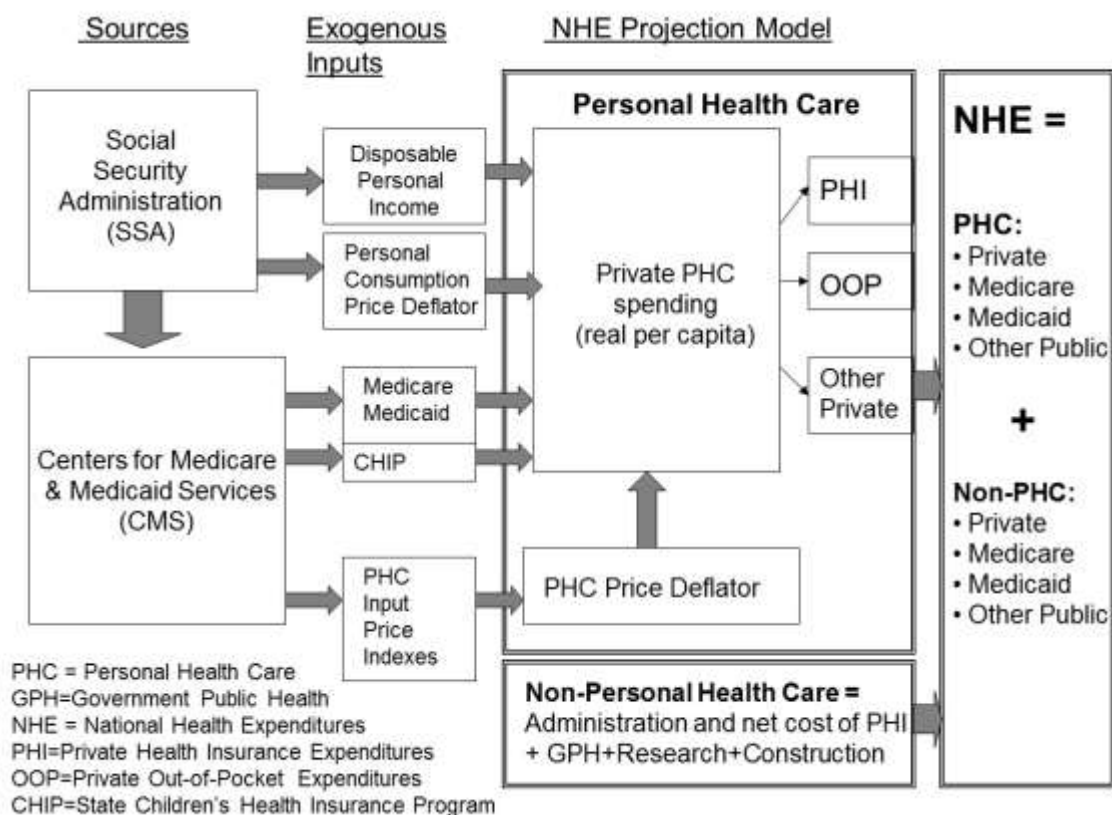 Sources
Exogenous
Inputs
NHE Projection Model
Social
Security
Administration
(SSA)
Centers for Medicare
& Medicaid Services
(CMS)
Disposable
Personal
Income
Personal
Consumption
Price Deflator
Medicare
Medicaid
CHIP
PHC
Input
Price
Indexes
Personal Health Care
Private PHC
spending
(real per capita)
PHI
OOP
Other
Private
PHC Price Deflator
Non-Personal Health Care =
Administration and net cost of PHI
+ GPH+Research+Construction
NHE =
PHC:
• Private
• Medicare
• Medicaid
• Other Public
+
Non-PHC:
• Private
• Medicare
• Medicaid
• Other Public
PHC = Personal Health Care
GPH=Government Public Health
NHE = National Health Expenditures
PHI=Private Health Insurance Expenditures
OOP=Private Out-of-Pocket Expenditures
CHIP=State Children's Health Insurance Program